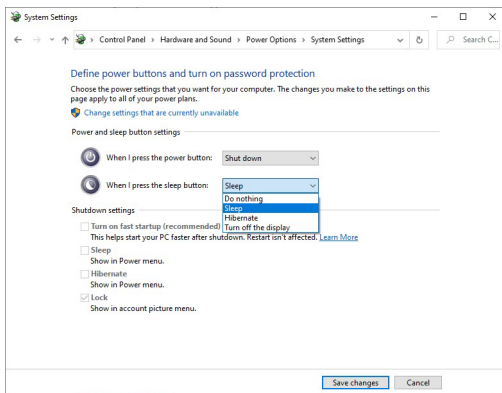 System Settings
Control Panel > Hardware and Sound > Power Options > System Settings
Search C...
Define power buttons and turn on password protection
Choose the power settings that you want for your computer. The changes you make to the settings on this
page apply to all of your power plans.
Change settings that are currently unavailable
Power and sleep button settings
When I press the power button: Shut down
When I press the sleep button: Sleep
Do nothing
Sleep
Hibernate
Turn off the display
Shutdown settings
Turn on fast startup (recommended)
This helps start your PC faster after shutdown. Restart isn't affected. Learn More
Sleep
Show in Power menu.
Hibernate
Show in Power menu.
Lock
Show in account picture menu.
Save changes Cancel